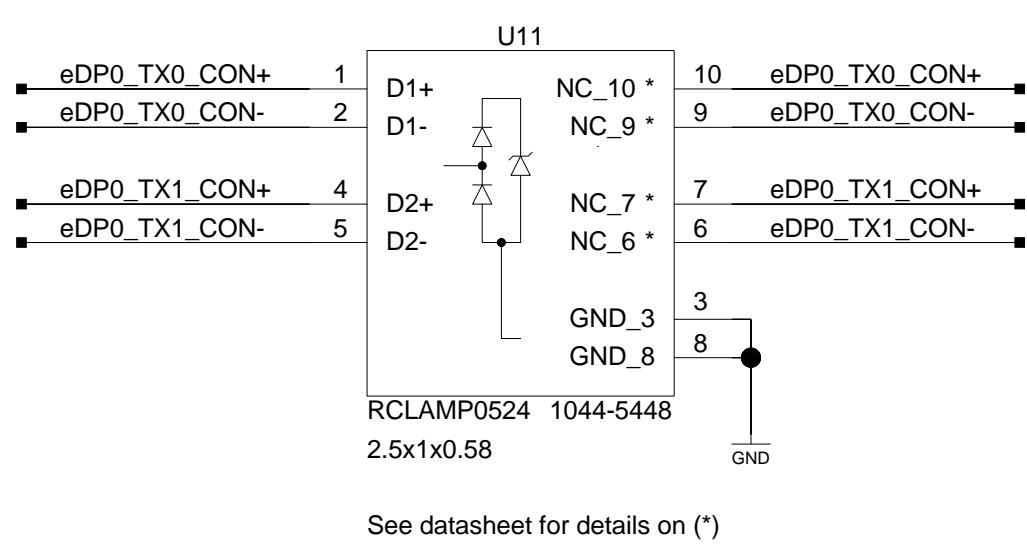 U11
eDP0_TX0_CON+ 1 D1+ NC_10 * 10 eDP0_TX0_CON+
eDP0_TX0_CON- 2 D1- NC_9 * 9 eDP0_TX0_CON-
eDP0_TX1_CON+ 4 D2+ NC_7 * 7 eDP0_TX1_CON+
eDP0_TX1_CON- 5 D2- NC_6 * 6 eDP0_TX1_CON-
GND_3 3
GND_8 8
RCLAMP0524 1044-5448
2.5x1x0.58
GND
See datasheet for details on (*)